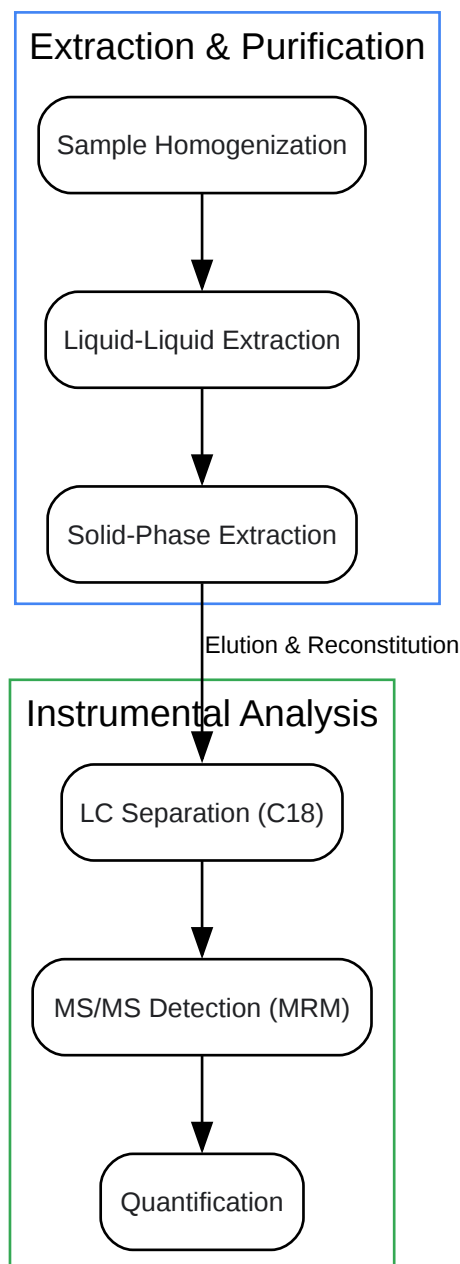 Extraction & Purification
Sample Homogenization
Liquid-Liquid Extraction
Solid-Phase Extraction
Elution & Reconstitution
Instrumental Analysis
LC Separation (C18)
MS/MS Detection (MRM)
Quantification